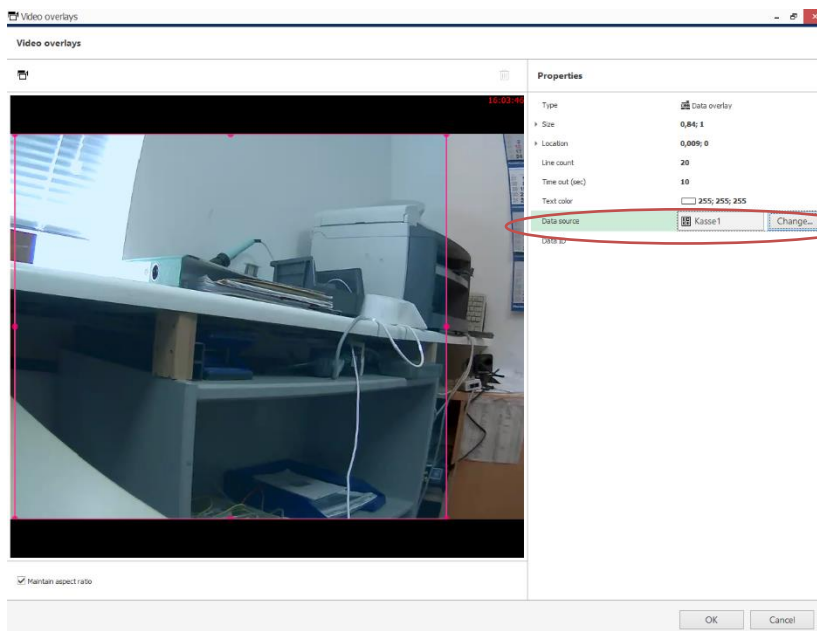 Video overlays
Video overlays
Properties
16:03:46
Type Data overlay
Size 0,84; 1
Location 0,009; 0
Line count 20
Time out (sec) 10
Text color 255; 255; 255
Data source Kasse1 Change...
Data ID
Maintain aspect ratio
OK Cancel